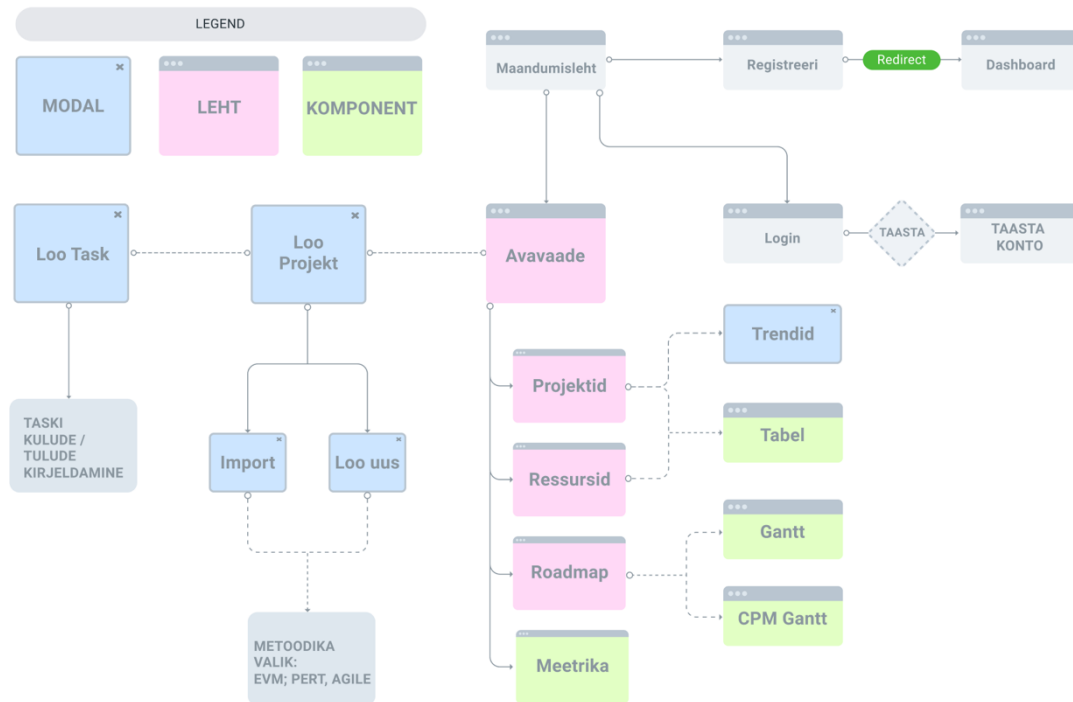 LEGEND
MODAL
LEHT
KOMPONENT
Maandumisleht
Registreeri
Redirect
Dashboard
Loo Task
Loo
Projekt
Avavaade
Login
TAASTA
TAASTA
KONTO
Trendid
Projektid
TASKI
KULUDE /
TULUDE
KIRJELDAMINE
Import
Loo uus
Tabel
Ressursid
Gantt
Roadmap
CPM Gantt
METOODIKA
VALIK:
EVM; PERT, AGILE
Meetrika